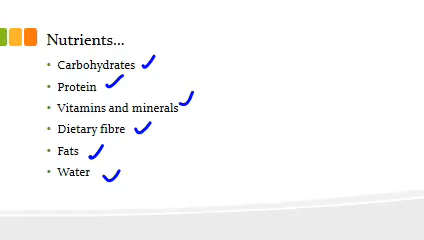 Nutrients...
• Carbohydrates
• Protein
• Vitamins and minerals
• Dietary fibre
• Fats
• Water